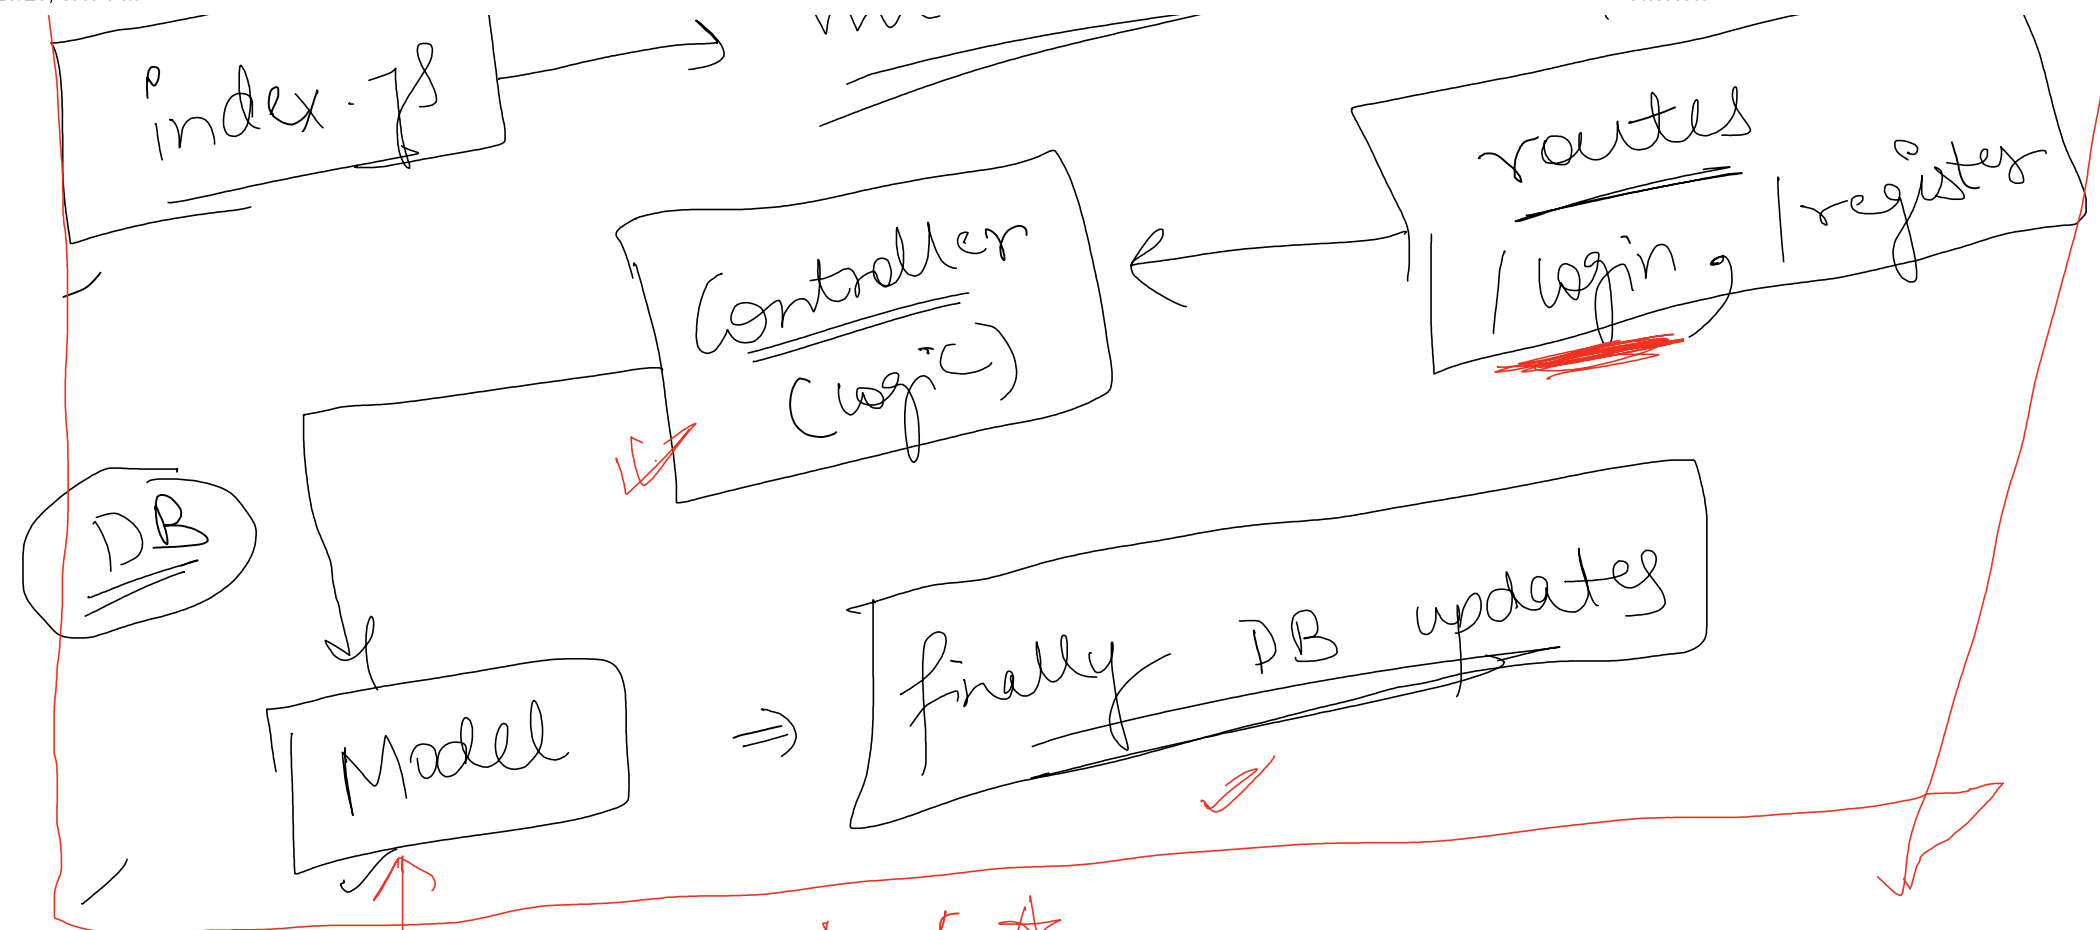 index.js
routes
/login, /register
Controller
(logic)
DB
finally DB updates
Model